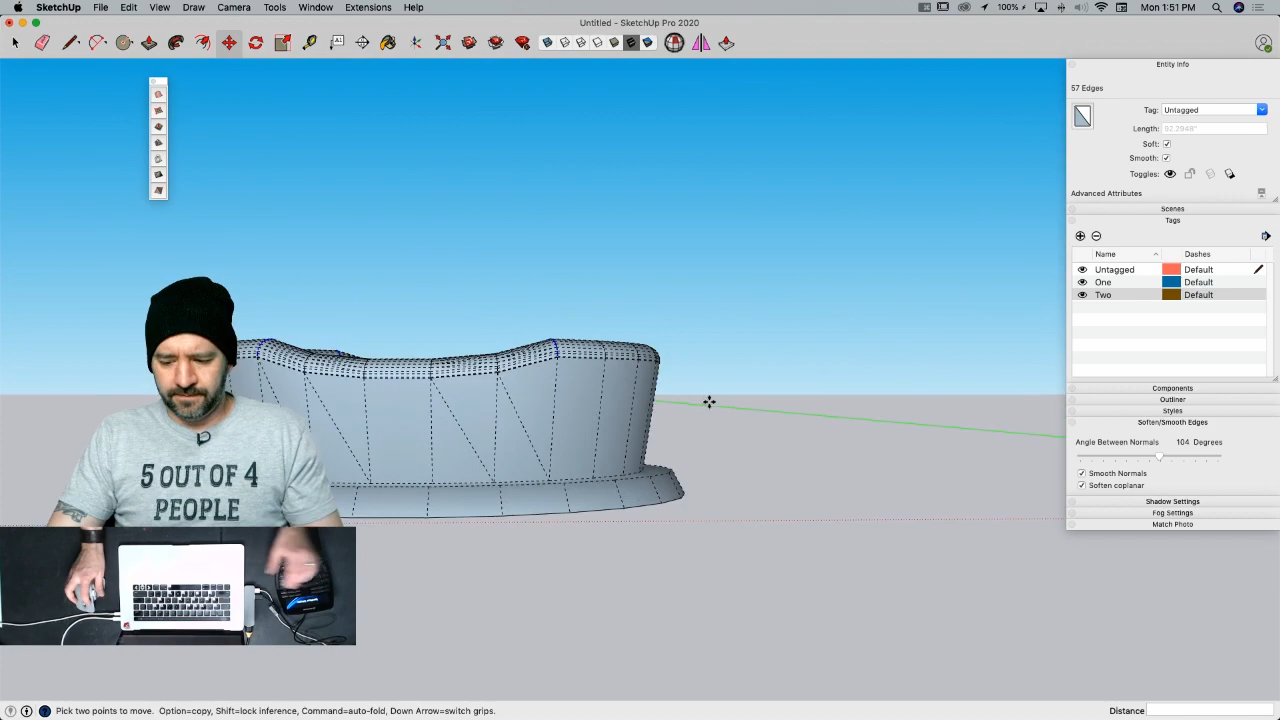 SketchUp File Edit View Draw Camera Tools Window Extensions Help 100% Mon 1:51 PM
Untitled - SketchUp Pro 2020
Entity Info
57 Edges
Tag: Untagged
Length: 92.2948"
Soft:
Smooth:
Toggles:
Advanced Attributes
Scenes
Tags
Name Dashes
Untagged Default
One Default
Two Default
Components
Outliner
Styles
Soften/Smooth Edges
Angle Between Normals 104 Degrees
Smooth Normals
Soften coplanar
Shadow Settings
Fog Settings
Match Photo
5 OUT OF 4
PEOPLE
Pick two points to move. Option=copy, Shift=lock inference, Command=auto-fold, Down Arrow=switch grips. Distance